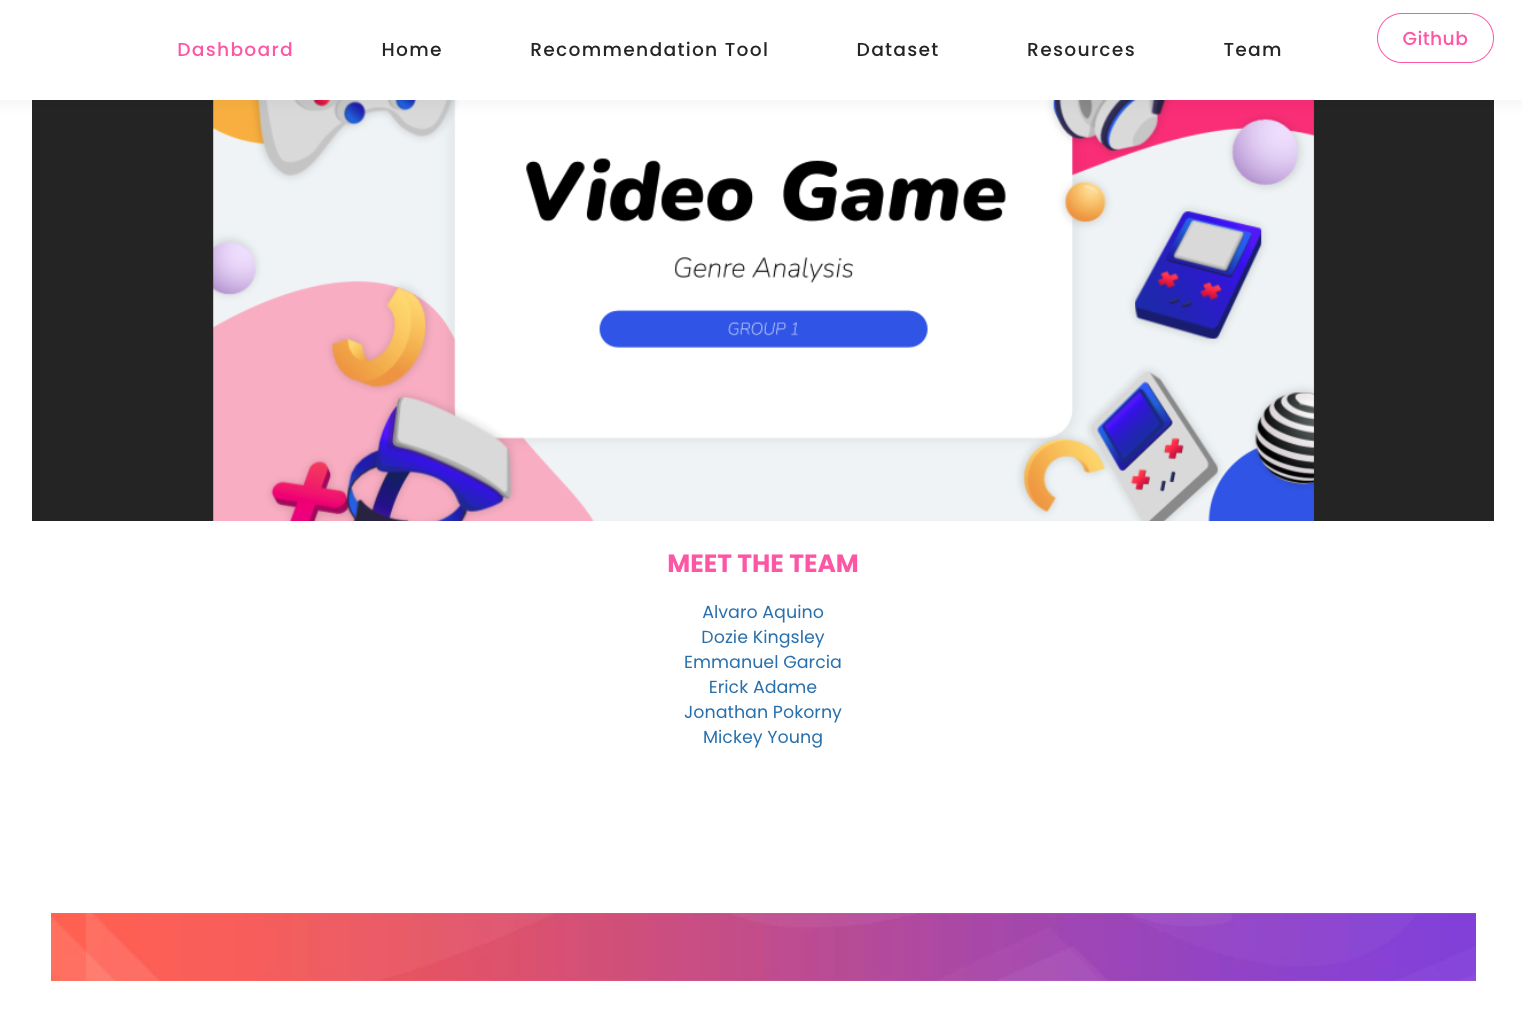 Dashboard Home Recommendation Tool Dataset Resources Team Github
Video Game
Genre Analysis
GROUP 1
MEET THE TEAM
Alvaro Aquino
Dozie Kingsley
Emmanuel Garcia
Erick Adame
Jonathan Pokorny
Mickey Young